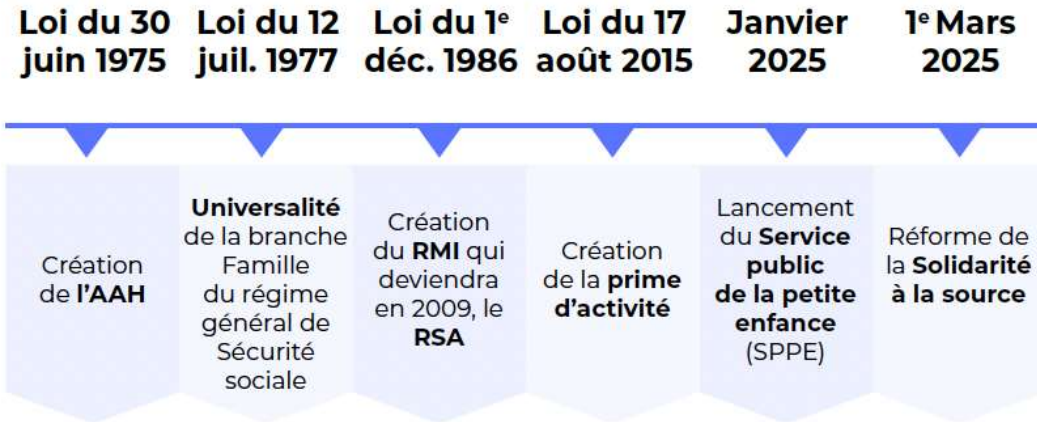 Loi du 30
juin 1975
Loi du 12
juil. 1977
Loi du 1e
déc. 1986
Loi du 17
août 2015
Janvier
2025
1e Mars
2025
Création
de l'AAH
Universalité
de la branche
Famille
du régime
général de
Sécurité
sociale
Création
du RMI qui
deviendra
en 2009, le
RSA
Création
de la prime
d'activité
Lancement
du Service
public
de la petite
enfance
(SPPE)
Réforme de
la Solidarité
à la source